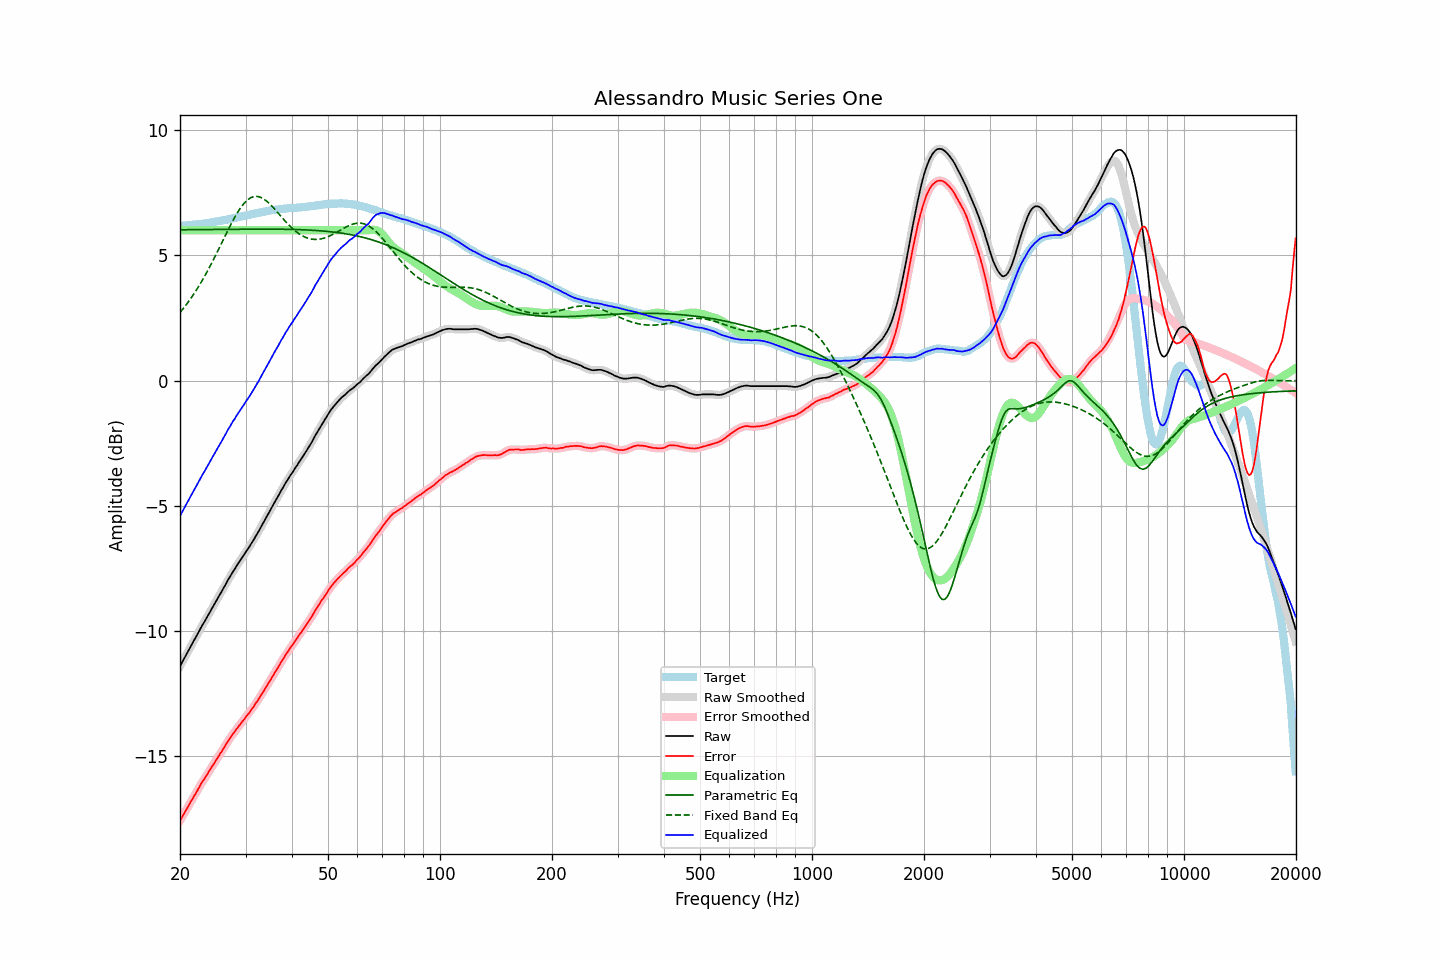 Alessandro Music Series One
Amplitude (dBr)
10
5
0
−5
−10
−15
Target
Raw Smoothed
Error Smoothed
Raw
Error
Equalization
Parametric Eq
Fixed Band Eq
Equalized
20 50 100 200 500 1000 2000 5000 10000 20000
Frequency (Hz)